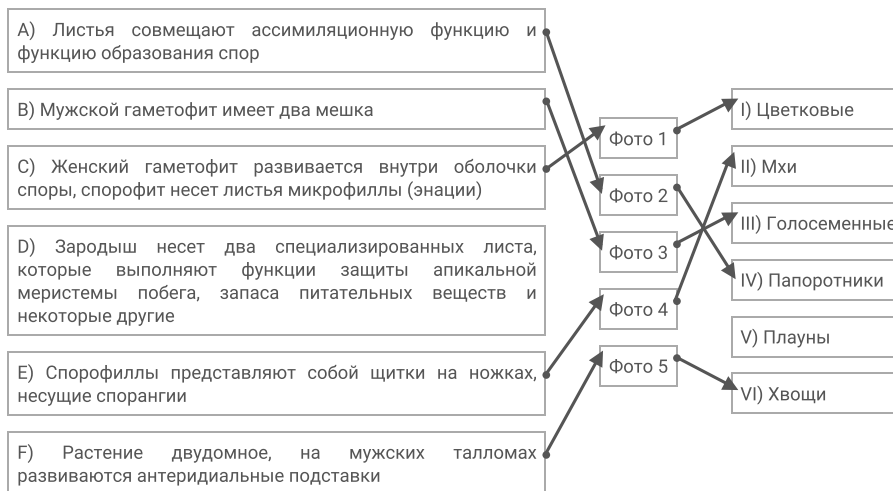 A) Листья совмещают ассимиляционную функцию и
функцию образования спор
B) Мужской гаметофит имеет два мешка
C) Женский гаметофит развивается внутри оболочки
споры, спорофит несет листья микрофиллы (энации)
D) Зародыш несет два специализированных листа,
которые выполняют функции защиты апикальной
меристемы побега, запаса питательных веществ и
некоторые другие
E) Спорофиллы представляют собой щитки на ножках,
несущие спорангии
F) Растение двудомное, на мужских талломах
развиваются антеридиальные подставки
Фото 1
Фото 2
Фото 3
Фото 4
Фото 5
I) Цветковые
II) Мхи
III) Голосеменные
IV) Папоротники
V) Плауны
VI) Хвощи